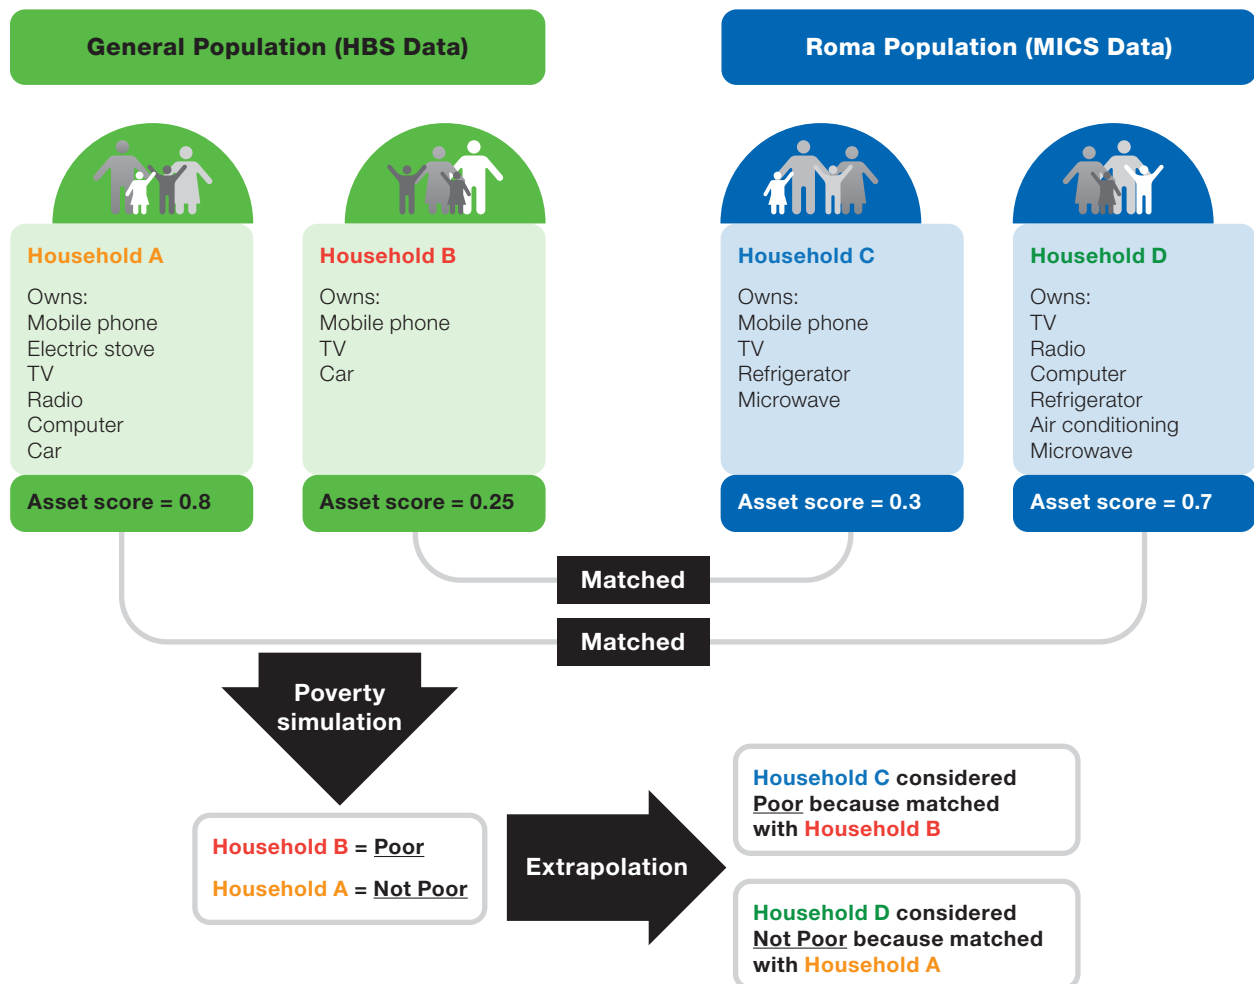 General Population (HBS Data)
Roma Population (MICS Data)
Household A
Owns:
Mobile phone
Electric stove
TV
Radio
Computer
Car
Asset score = 0.8
Household B
Owns:
Mobile phone
TV
Car
Asset score = 0.25
Household C
Owns:
Mobile phone
TV
Refrigerator
Microwave
Asset score = 0.3
Household D
Owns:
TV
Radio
Computer
Refrigerator
Air conditioning
Microwave
Asset score = 0.7
Matched
Matched
Poverty
simulation
Household B = Poor
Household A = Not Poor
Extrapolation
Household C considered
Poor because matched
with Household B
Household D considered
Not Poor because matched
with Household A